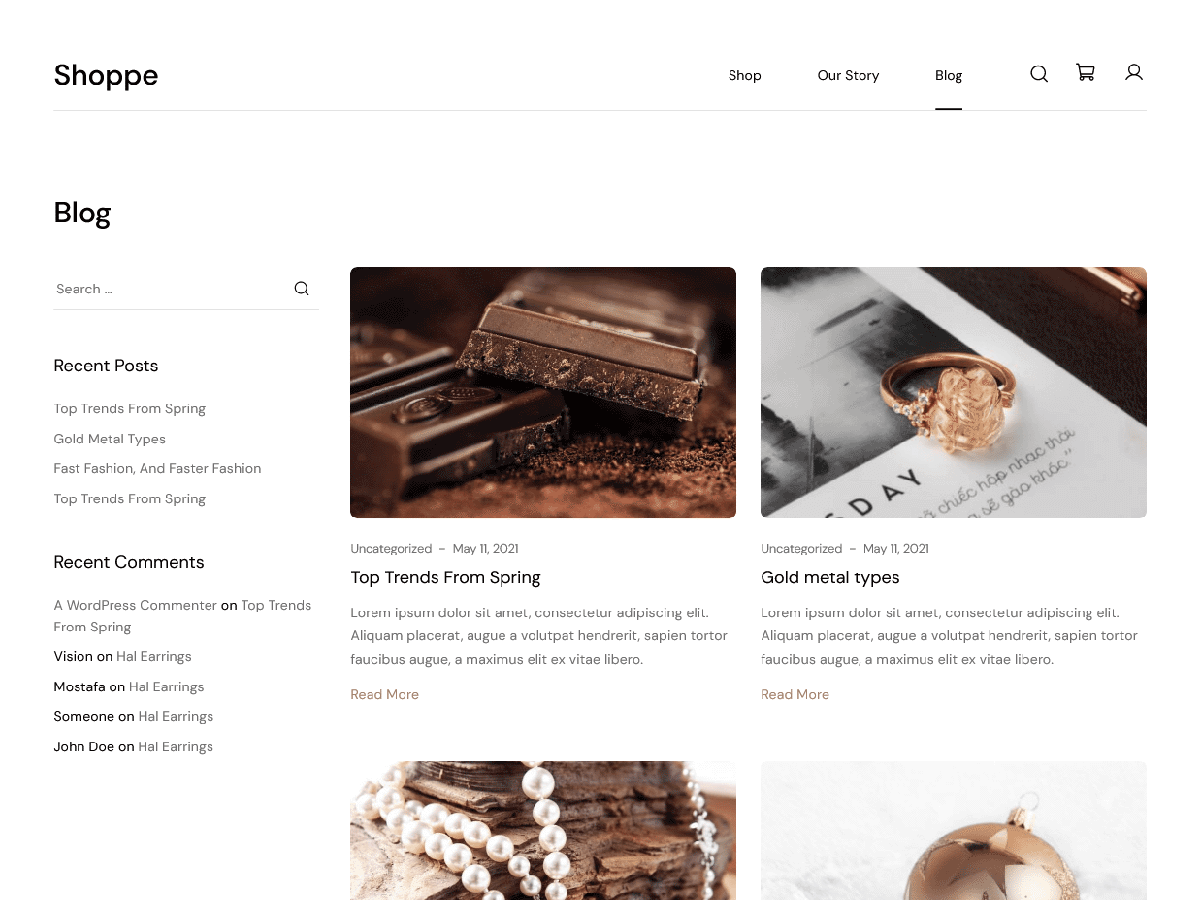 Shoppe
Shop
Our Story
Blog
Blog
Search ...
Recent Posts
Top Trends From Spring
Gold Metal Types
Fast Fashion, And Faster Fashion
Top Trends From Spring
Recent Comments
A WordPress Commenter on Top Trends
From Spring
Vision on Hal Earrings
Mostafa on Hal Earrings
Someone on Hal Earrings
John Doe on Hal Earrings
Uncategorized – May 11, 2021
Top Trends From Spring
Lorem ipsum dolor sit amet, consectetur adipiscing elit.
Aliquam placerat, augue a volutpat hendrerit, sapien tortor
faucibus augue, a maximus elit ex vitae libero.
Read More
DAY
chiếc hộp nhạc thời
sẽ gào khóc."
Uncategorized – May 11, 2021
Gold metal types
Lorem ipsum dolor sit amet, consectetur adipiscing elit.
Aliquam placerat, augue a volutpat hendrerit, sapien tortor
faucibus augue, a maximus elit ex vitae libero.
Read More